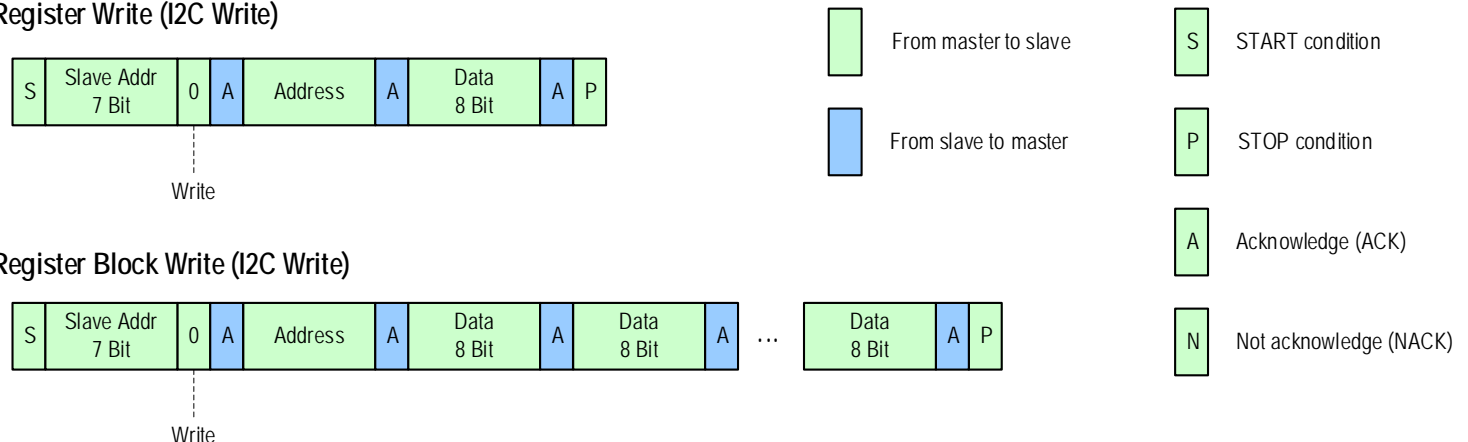 Register Write (I2C Write)
S Slave Addr 7 Bit 0 A Address A Data 8 Bit A P
Write
Register Block Write (I2C Write)
S Slave Addr 7 Bit 0 A Address A Data 8 Bit A Data 8 Bit A ... Data 8 Bit A P
Write
From master to slave
From slave to master
S START condition
P STOP condition
A Acknowledge (ACK)
N Not acknowledge (NACK)